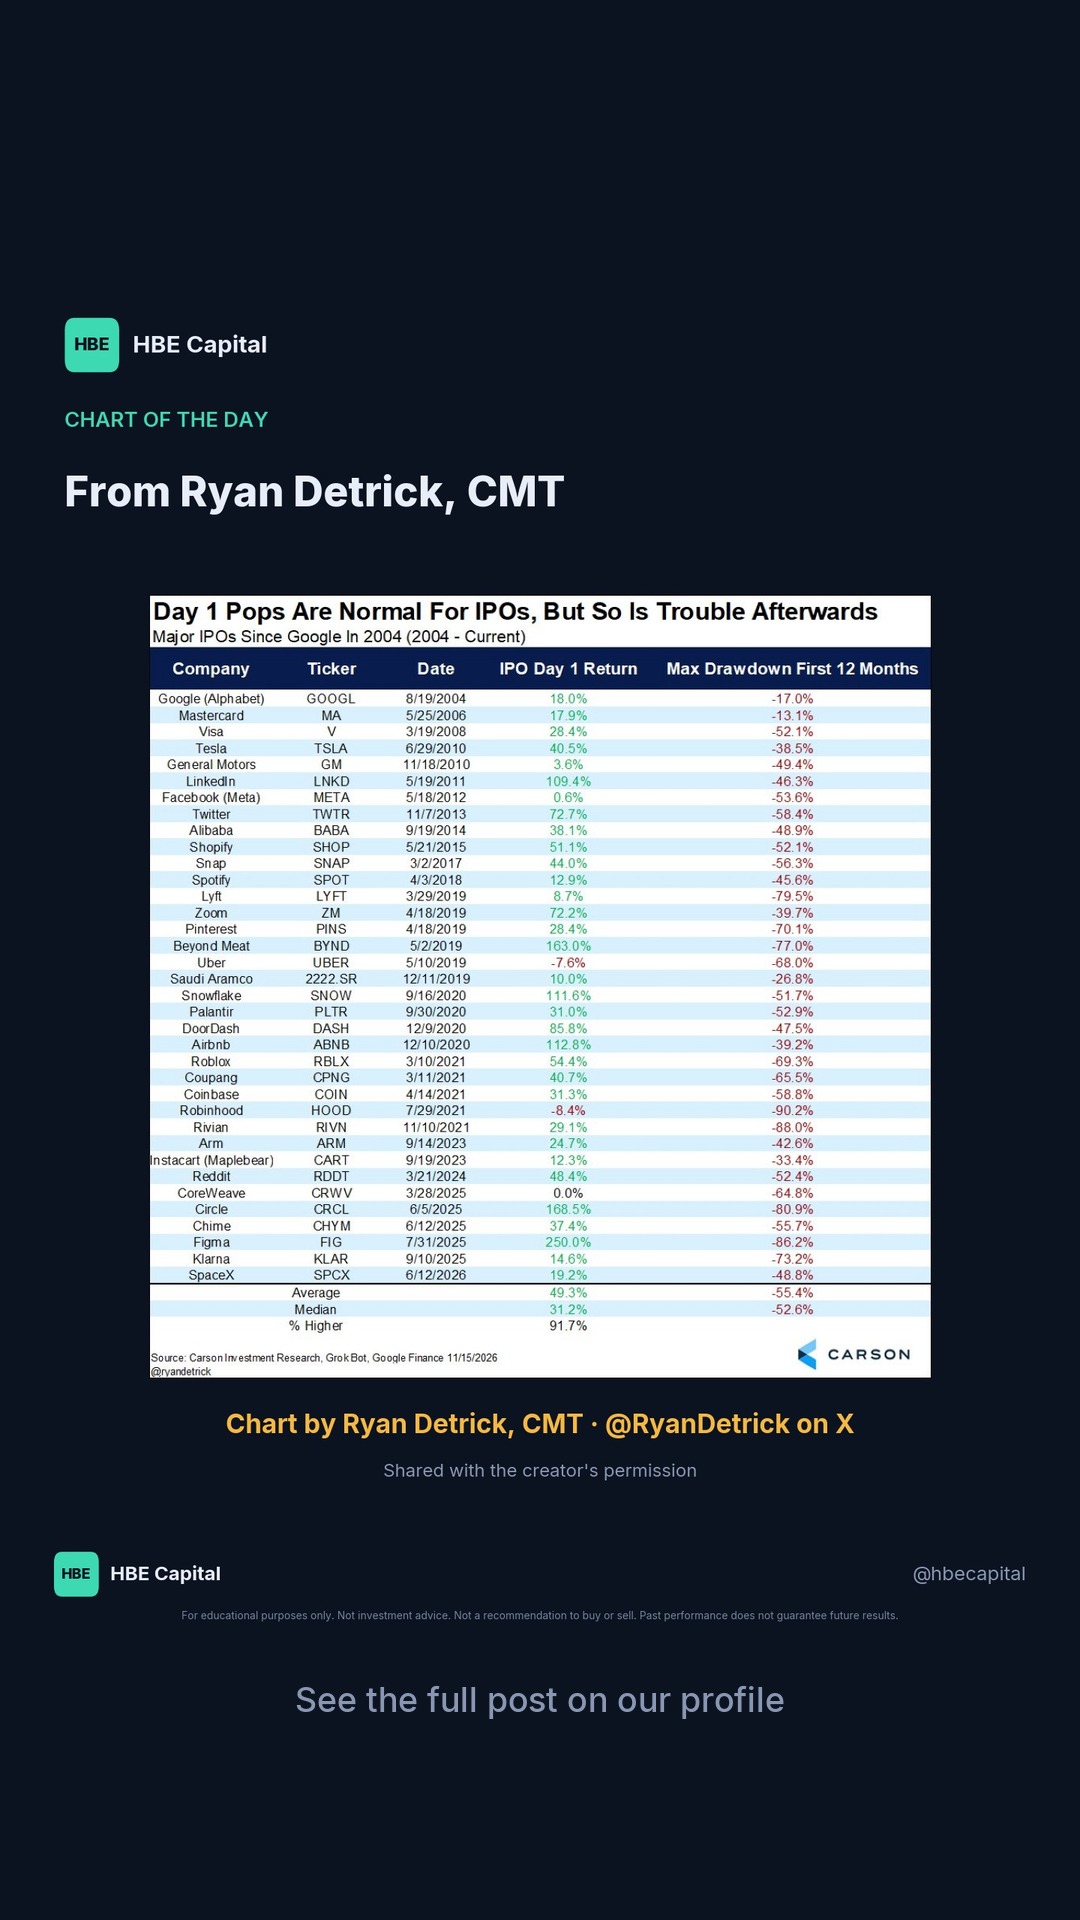 HBE HBE Capital
CHART OF THE DAY
From Ryan Detrick, CMT
Day 1 Pops Are Normal For IPOs, But So Is Trouble Afterwards
Major IPOs Since Google In 2004 (2004 - Current)
Company Ticker Date IPO Day 1 Return Max Drawdown First 12 Months
Google (Alphabet) GOOGL 8/19/2004 18.0% -17.0%
Mastercard MA 5/25/2006 17.9% -13.1%
Visa V 3/19/2008 28.4% -52.1%
Tesla TSLA 6/29/2010 40.5% -38.5%
General Motors GM 11/18/2010 3.6% -49.4%
LinkedIn LNKD 5/19/2011 109.4% -46.3%
Facebook (Meta) META 5/18/2012 0.6% -53.6%
Twitter TWTR 11/7/2013 72.7% -58.4%
Alibaba BABA 9/19/2014 38.1% -48.9%
Shopify SHOP 5/21/2015 51.1% -52.1%
Snap SNAP 3/2/2017 44.0% -56.3%
Spotify SPOT 4/3/2018 12.9% -45.6%
Lyft LYFT 3/29/2019 8.7% -79.5%
Zoom ZM 4/18/2019 72.2% -39.7%
Pinterest PINS 4/18/2019 28.4% -70.1%
Beyond Meat BYND 5/2/2019 163.0% -77.0%
Uber UBER 5/10/2019 -7.6% -68.0%
Saudi Aramco 2222.SR 12/11/2019 10.0% -26.8%
Snowflake SNOW 9/16/2020 111.6% -51.7%
Palantir PLTR 9/30/2020 31.0% -52.9%
DoorDash DASH 12/9/2020 85.8% -47.5%
Airbnb ABNB 12/10/2020 112.8% -39.2%
Roblox RBLX 3/10/2021 54.4% -69.3%
Coupang CPNG 3/11/2021 40.7% -65.5%
Coinbase COIN 4/14/2021 31.3% -58.8%
Robinhood HOOD 7/29/2021 -8.4% -90.2%
Rivian RIVN 11/10/2021 29.1% -88.0%
Arm ARM 9/14/2023 24.7% -42.6%
Instacart (Maplebear) CART 9/19/2023 12.3% -33.4%
Reddit RDDT 3/21/2024 48.4% -52.4%
CoreWeave CRWV 3/28/2025 0.0% -64.8%
Circle CRCL 6/5/2025 168.5% -80.9%
Chime CHYM 6/12/2025 37.4% -55.7%
Figma FIG 7/31/2025 250.0% -86.2%
Klarna KLAR 9/10/2025 14.6% -73.2%
SpaceX SPCX 6/12/2026 19.2% -48.8%
Average 49.3% -55.4%
Median 31.2% -52.6%
% Higher 91.7%
Source: Carson Investment Research, Grok Bot, Google Finance 11/15/2026
@ryandetrick
CARSON
Chart by Ryan Detrick, CMT · @RyanDetrick on X
Shared with the creator's permission
HBE HBE Capital @hbecapital
For educational purposes only. Not investment advice. Not a recommendation to buy or sell. Past performance does not guarantee future results.
See the full post on our profile